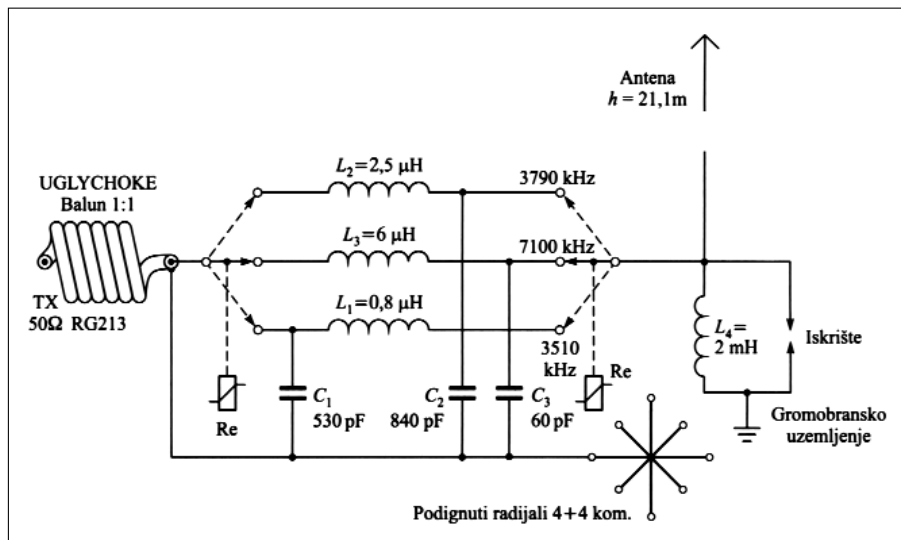 Antena
h = 21,1m
UGLYCHOKE
Balun 1:1
TX
50Ω RG213
L₂=2,5 μH
3790 kHz
L₃=6 μH
7100 kHz
L₁=0,8 μH
3510
kHz
L₄=
2 mH
Iskrište
Re
C₁
530 pF
C₂
840 pF
C₃
60 pF
Re
Gromobransko
uzemljenje
Podignuti radijali 4+4 kom.